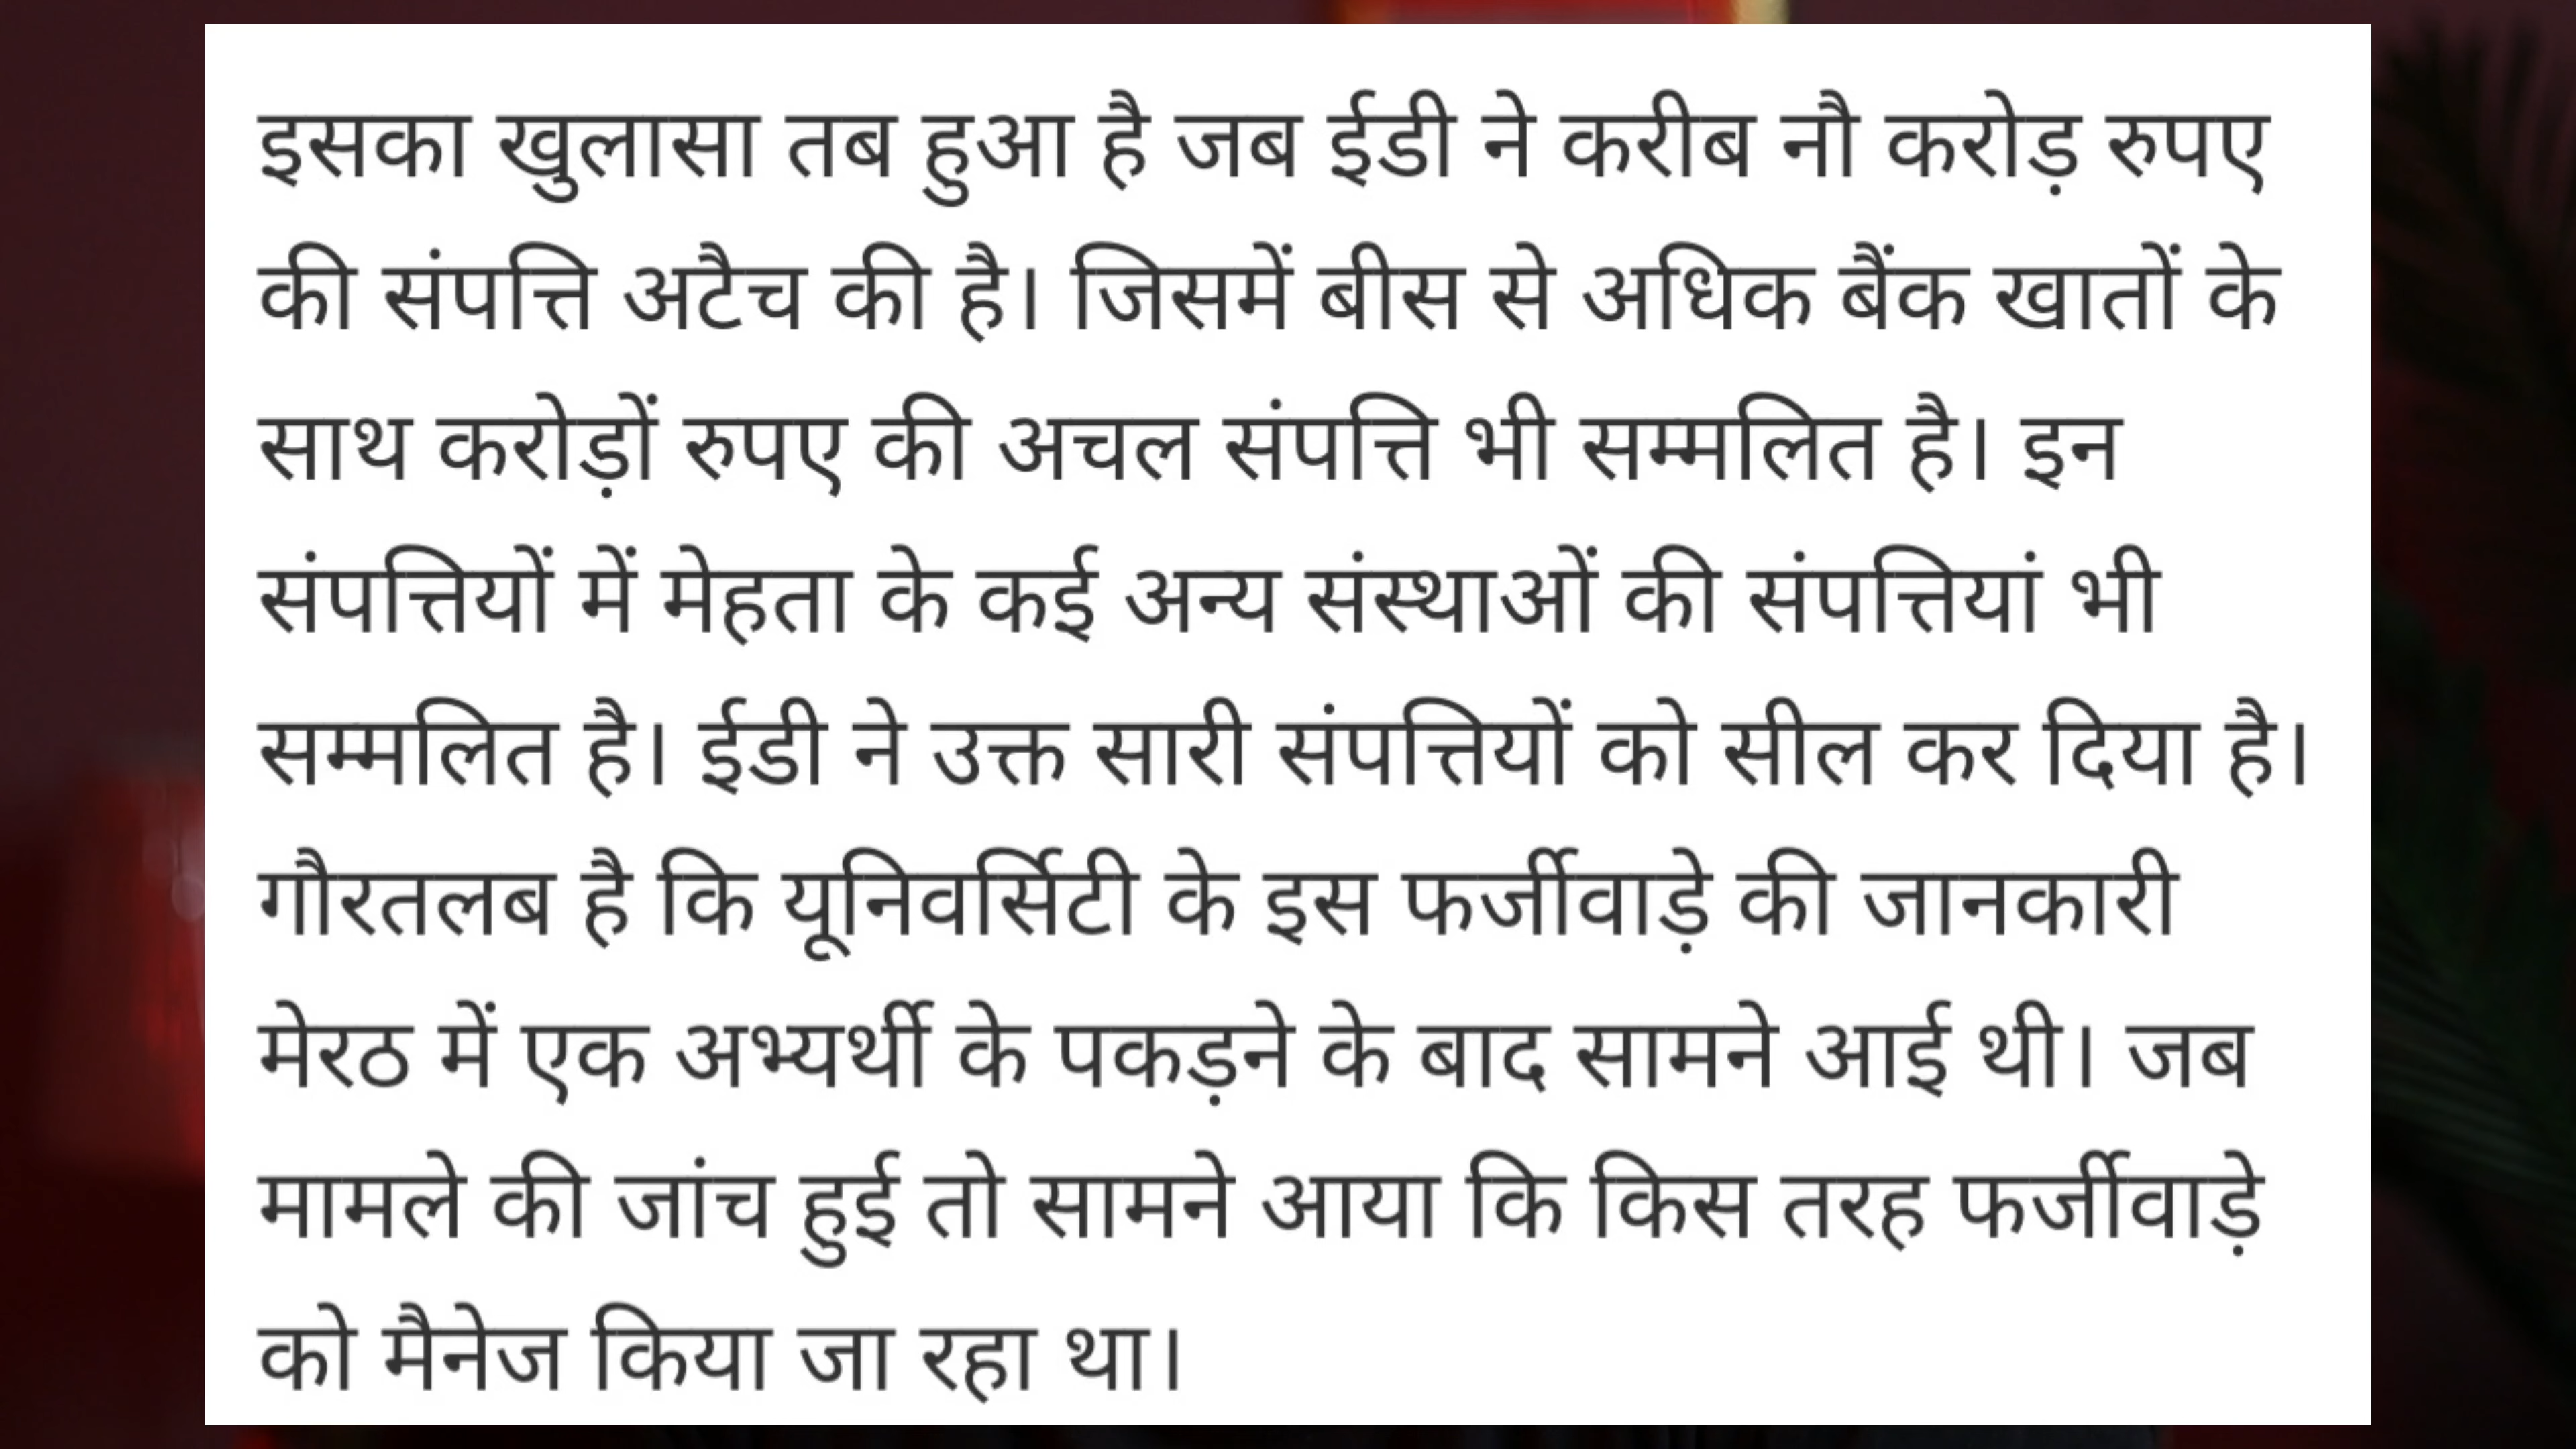 इसका खुलासा तब हुआ है जब ईडी ने करीब नौ करोड़ रुपए
की संपत्ति अटैच की है। जिसमें बीस से अधिक बैंक खातों के
साथ करोड़ों रुपए की अचल संपत्ति भी सम्मलित है। इन
संपत्तियों में मेहता के कई अन्य संस्थाओं की संपत्तियां भी
सम्मलित है। ईडी ने उक्त सारी संपत्तियों को सील कर दिया है।
गौरतलब है कि यूनिवर्सिटी के इस फर्जीवाड़े की जानकारी
मेरठ में एक अभ्यर्थी के पकड़ने के बाद सामने आई थी। जब
मामले की जांच हुई तो सामने आया कि किस तरह फर्जीवाड़े
को मैनेज किया जा रहा था।